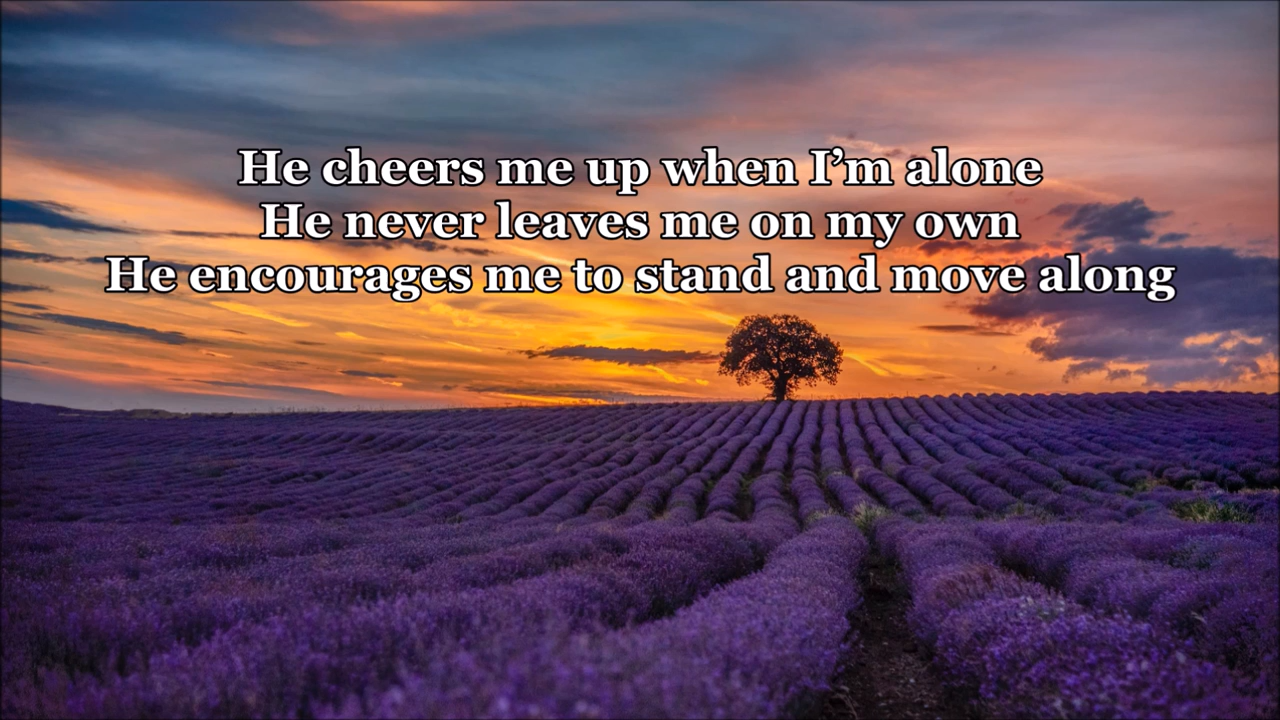 He cheers me up when I’m alone
He never leaves me on my own
He encourages me to stand and move along